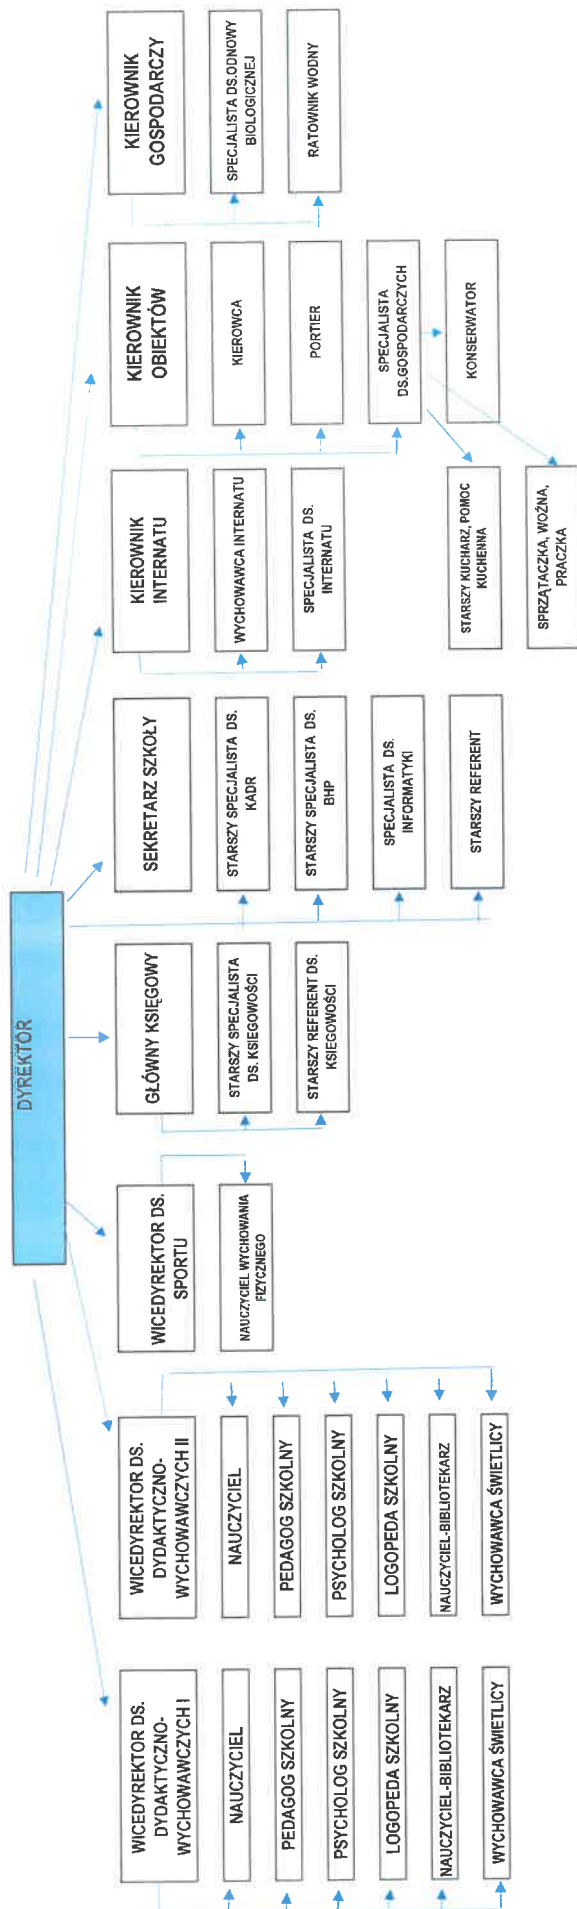 DYREKTOR
WICEDYREKTOR DS.
DYDAKTYCZNO-
WYCHOWAWCZYCH I
NAUCZYCIEL
PEDAGOG SZKOLNY
PSYCHOLOG SZKOLNY
LOGOPEDA SZKOLNY
NAUCZYCIEL-BIBLIOTEKARZ
WYCHOWAWCA ŚWIETLICY
WICEDYREKTOR DS.
DYDAKTYCZNO-
WYCHOWAWCZYCH II
NAUCZYCIEL
PEDAGOG SZKOLNY
PSYCHOLOG SZKOLNY
LOGOPEDA SZKOLNY
NAUCZYCIEL-BIBLIOTEKARZ
WYCHOWAWCA ŚWIETLICY
WICEDYREKTOR DS.
SPORTU
NAUCZYCIEL WYCHOWANIA
FIZYCZNEGO
GŁÓWNY KSIĘGOWY
STARSZY SPECJALISTA
DS. KSIEGOWOŚCI
STARSZY REFERENT DS.
KSIEGOWOŚCI
SEKRETARZ SZKOŁY
STARSZY SPECJALISTA DS.
KADR
STARSZY SPECJALISTA DS.
BHP
SPECJALISTA DS.
INFORMATYKI
STARSZY REFERENT
KIEROWNIK
INTERNATU
WYCHOWAWCA INTERNATU
SPECJALISTA DS.
INTERNATU
KIEROWNIK
OBIEKTÓW
KIEROWCA
PORTIER
SPECJALISTA
DS.GOSPODARCZYCH
STARSZY KUCHARZ, POMOC
KUCHENNA
KONSERWATOR
SPRZĄTACZKA, WOŹNA,
PRACZKA
KIEROWNIK
GOSPODARCZY
SPECJALISTA DS.ODNOWY
BIOLOGICZNEJ
RATOWNIK WODNY